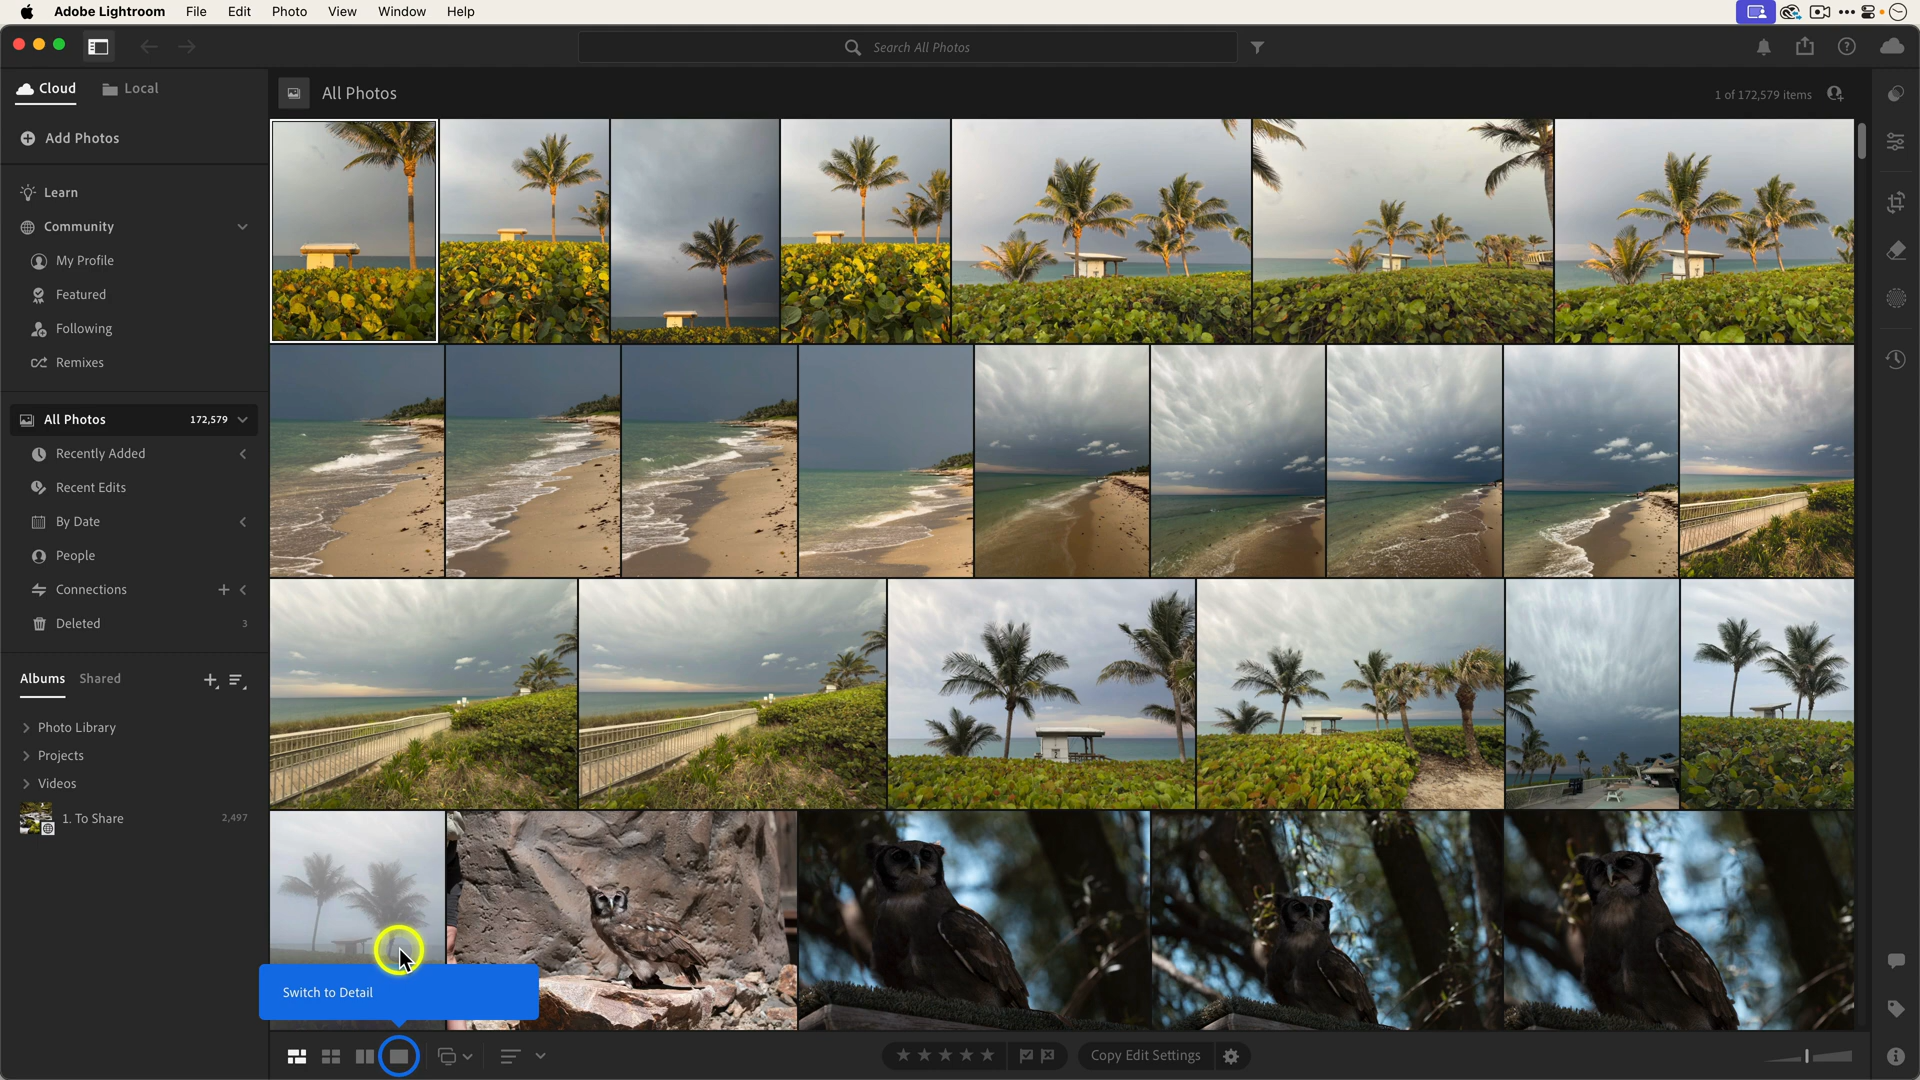 Adobe Lightroom File Edit Photo View Window Help
Search All Photos
Cloud Local
All Photos
1 of 172,579 items
Add Photos
Learn
Community
My Profile
Featured
Following
Remixes
All Photos 172,579
Recently Added
Recent Edits
By Date
People
Connections
Deleted 3
Albums Shared
Photo Library
Projects
Videos
1. To Share 2,497
Switch to Detail
Copy Edit Settings